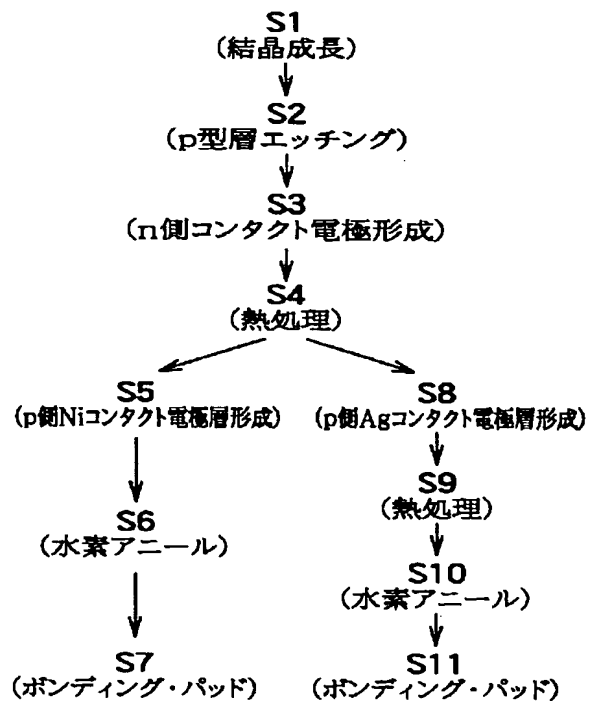 S1
(結晶成長)
S2
(p型層エッチング)
S3
(n側コンタクト電極形成)
S4
(熱処理)
S5
(p側Niコンタクト電極層形成)
S6
(水素アニール)
S7
(ボンディング・パッド)
S8
(p側Agコンタクト電極層形成)
S9
(熱処理)
S10
(水素アニール)
S11
(ボンディング・パッド)